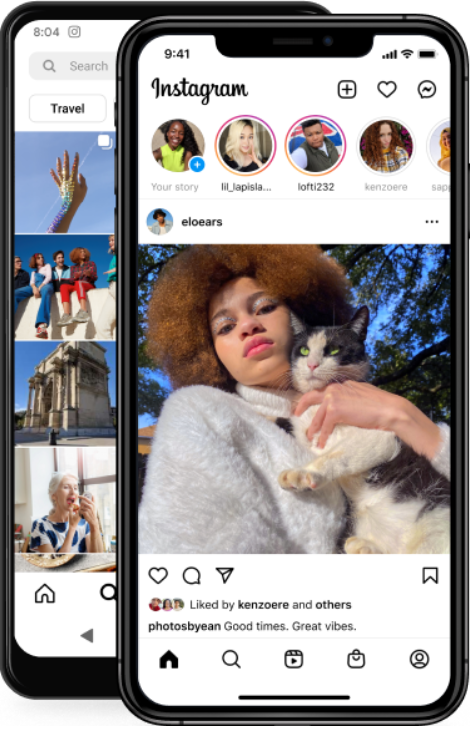 8:04
Search
Travel
9:41
Instagram
Your story
lil_lapisla...
lofti232
kenzoere
sapp
eloears
Liked by kenzoere and others
photosbyean Good times. Great vibes.